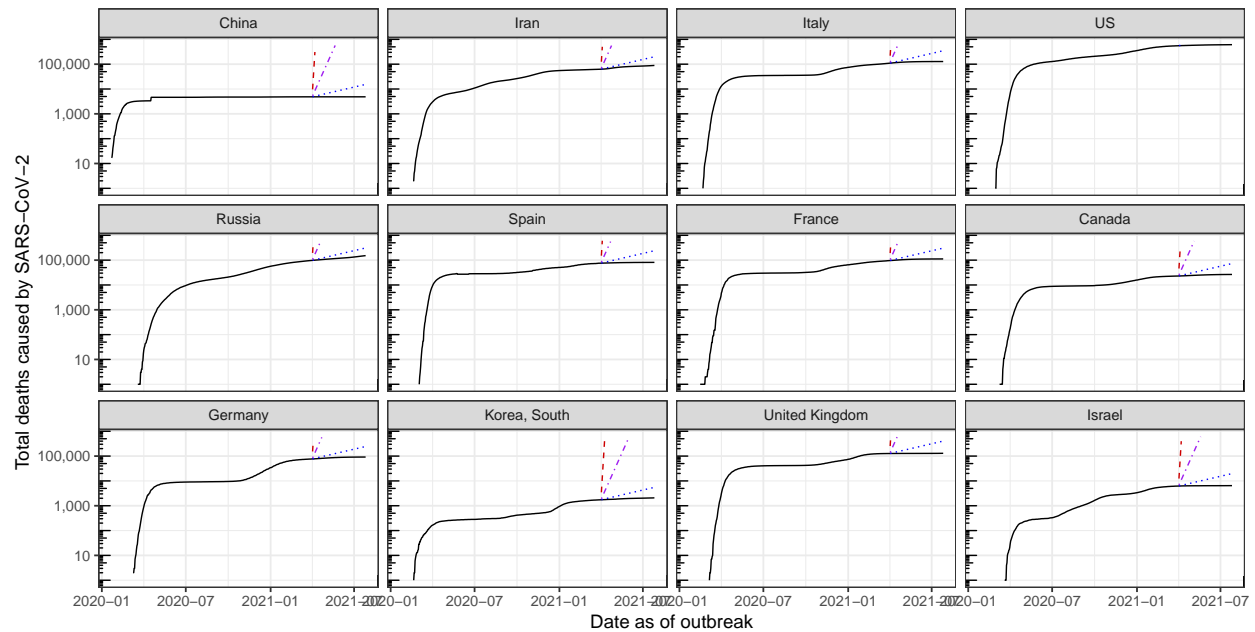 China Iran Italy US
100,000
1,000
10
Russia Spain France Canada
100,000
1,000
10
Germany Korea, South United Kingdom Israel
100,000
1,000
10
2020−01 2020−07 2021−01 2021−07 2020−01 2020−07 2021−01 2021−07 2020−01 2020−07 2021−01 2021−07 2020−01 2020−07 2021−01 2021−07
Date as of outbreak
Total deaths caused by SARS−CoV−2